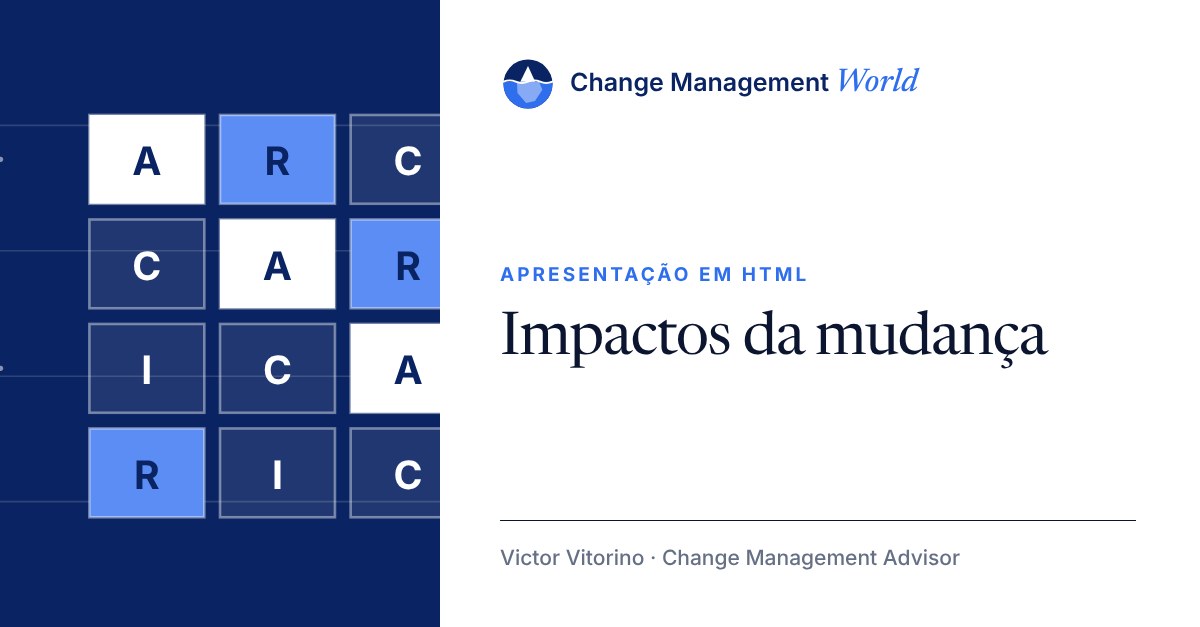 A R C
C A R
I C A
R I C
Change Management World
APRESENTAÇÃO EM HTML
Impactos da mudança
Victor Vitorino · Change Management Advisor